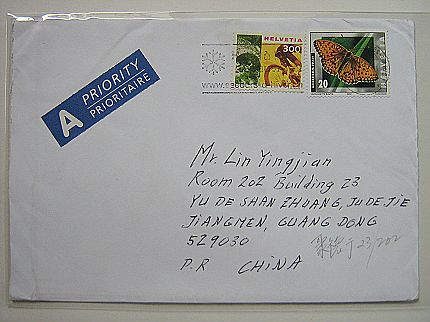 A PRIORITY
PRIORITAIRE
HELVETIA
300
20
HELVETIA
Mr. Lin Yingjian
Room 202 Building 23
YU DE SHAN ZHUANG, JU DE JIE
JIANGMEN, GUANG DONG
529030
P.R CHINA
23/202